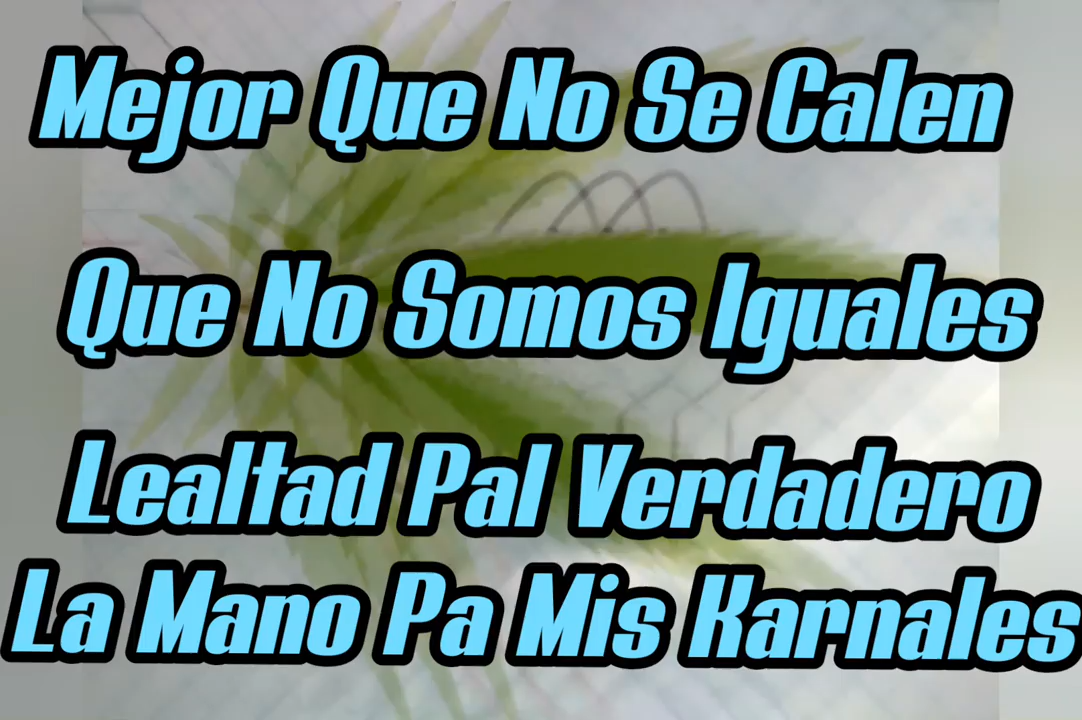 Mejor Que No Se Calen
Que No Somos Iguales
Lealtad Pal Verdadero
La Mano Pa Mis Karnales